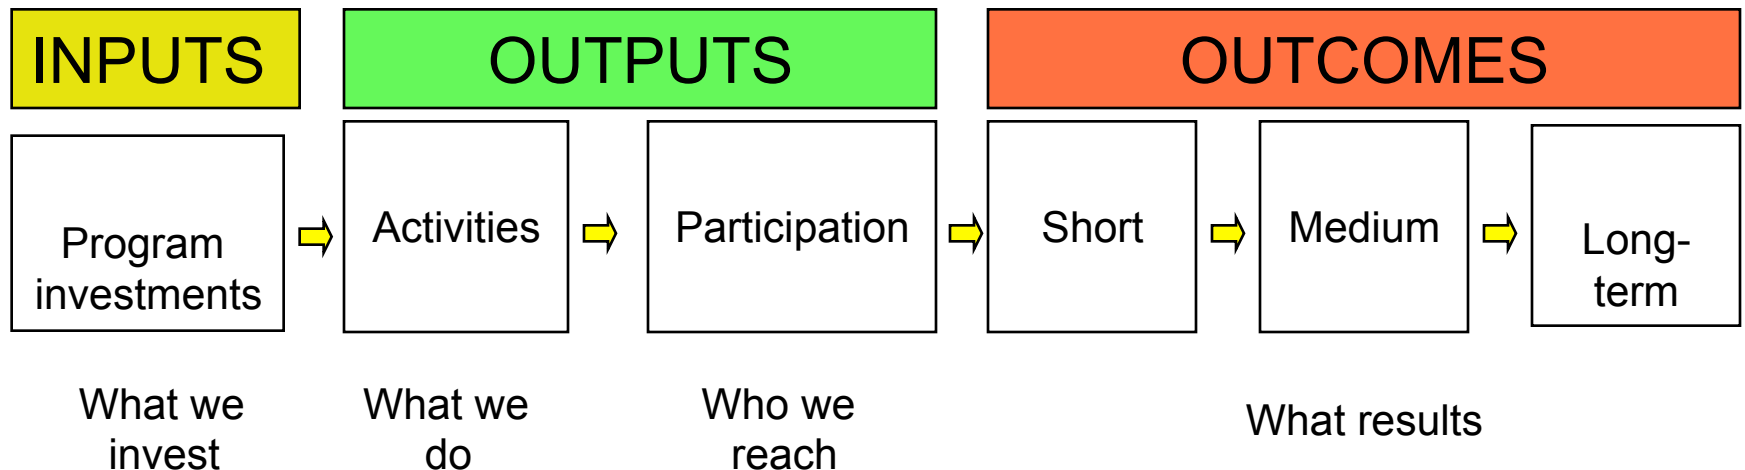 INPUTS
OUTPUTS
OUTCOMES
Program
investments
Activities
Participation
Short
Medium
Long-
term
What we
invest
What we
do
Who we
reach
What results